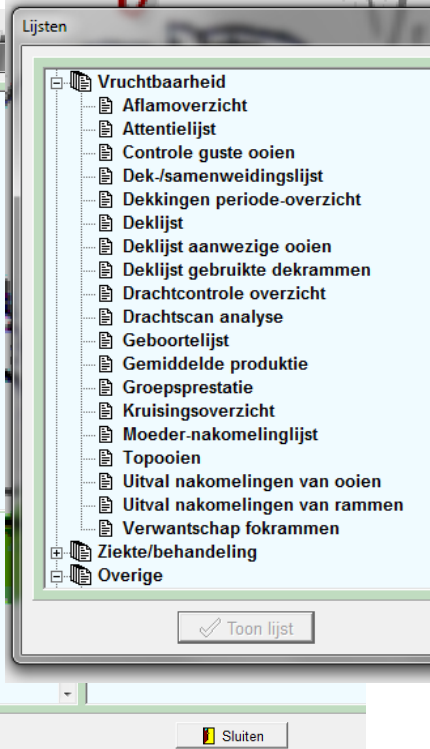 Lijsten
Vruchtbaarheid
Aflamoverzicht
Attentielijst
Controle guste ooien
Dek-/samenweidingslijst
Dekkingen periode-overzicht
Deklijst
Deklijst aanwezige ooien
Deklijst gebruikte dekrammen
Drachtcontrole overzicht
Drachtscan analyse
Geboortelijst
Gemiddelde produktie
Groepsprestatie
Kruisingsoverzicht
Moeder-nakomelinglijst
Topooien
Uitval nakomelingen van ooien
Uitval nakomelingen van rammen
Verwantschap fokrammen
Ziekte/behandeling
Overige
Toon lijst
Sluiten